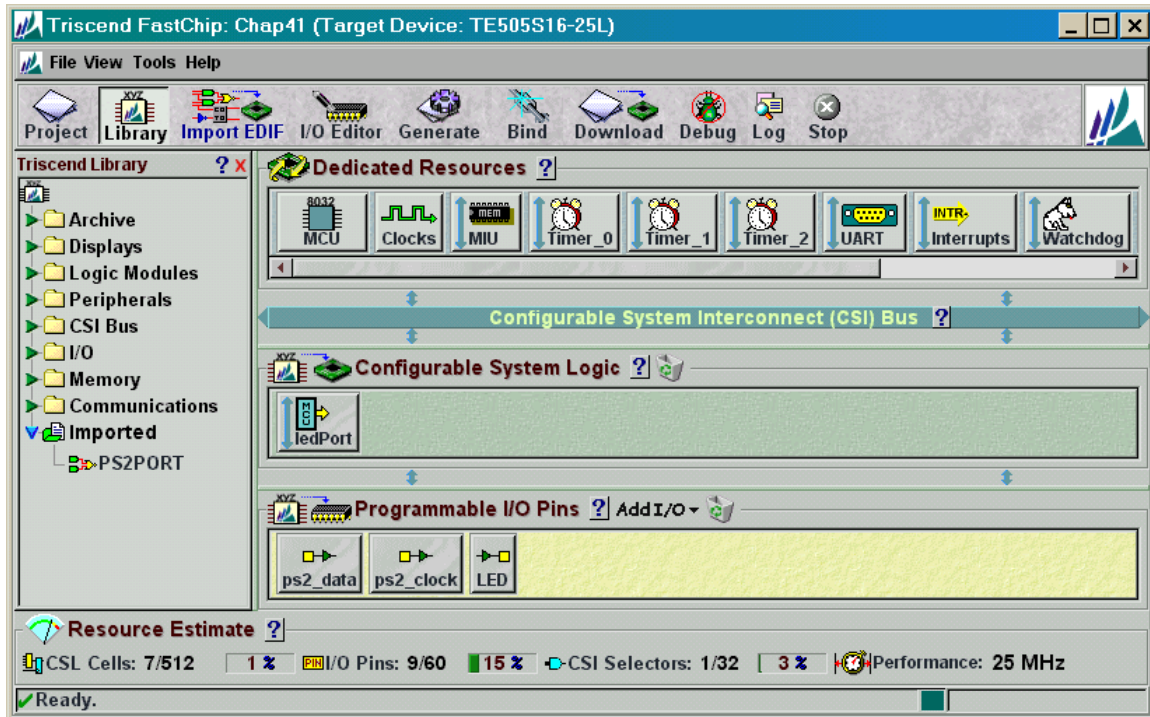 Triscend FastChip: Chap41 (Target Device: TE505S16-25L)
File View Tools Help
Project Library Import EDIF I/O Editor Generate Bind Download Debug Log Stop
Triscend Library ? X
XYZ
Archive
Displays
Logic Modules
Peripherals
CSI Bus
I/O
Memory
Communications
Imported
PS2PORT
Dedicated Resources ?
8032 MCU
Clocks
MEM MIU
Timer_0
Timer_1
Timer_2
UART
INTR. Interrupts
Watchdog
Configurable System Interconnect (CSI) Bus ?
XYZ Configurable System Logic ?
MCU ledPort
XYZ Programmable I/O Pins ? Add I/O
ps2_data ps2_clock LED
Resource Estimate ?
CSL Cells: 7/512 1 % PIN I/O Pins: 9/60 15 % CSI Selectors: 1/32 3 % Performance: 25 MHz
Ready.